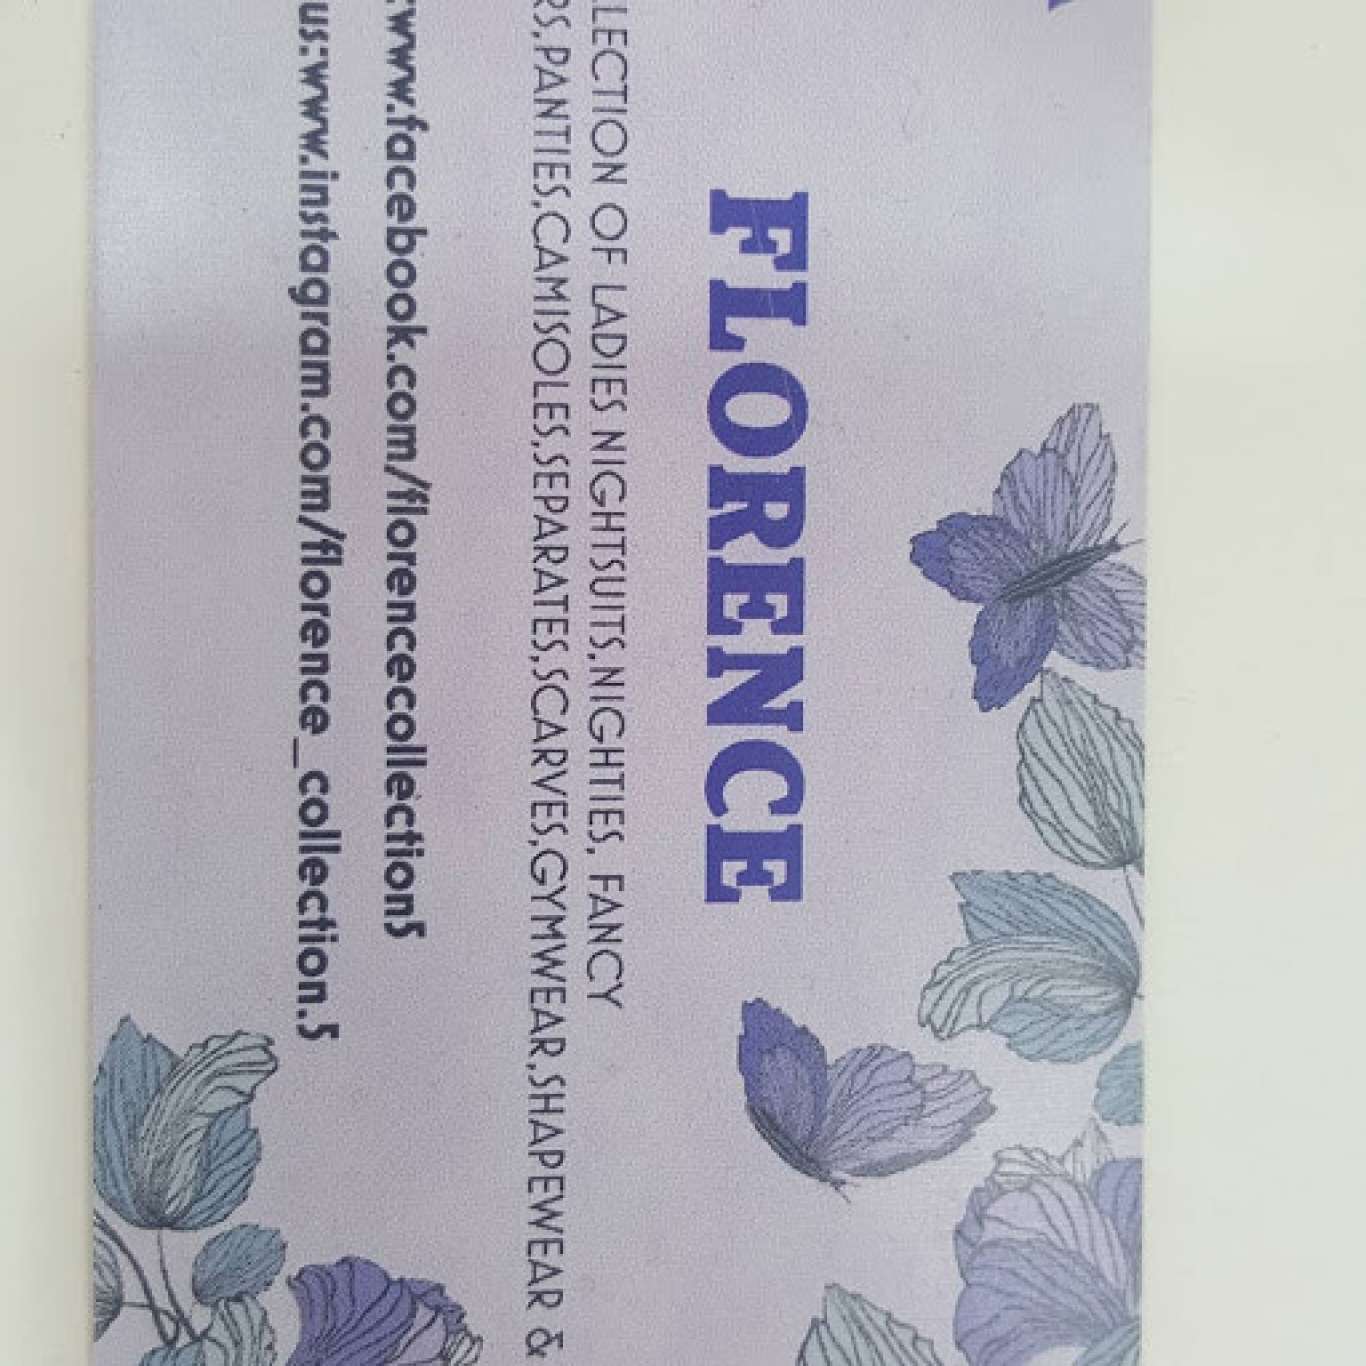 FLORENCE
LLECTION OF LADIES NIGHTSUITS,NIGHTIES, FANCY
RS,PANTIES,CAMISOLES,SEPARATES,SCARVES,GYMWEAR,SHAPEWEAR &
:www.facebook.com/florencecollection5
us:www.instagram.com/florence_collection.5